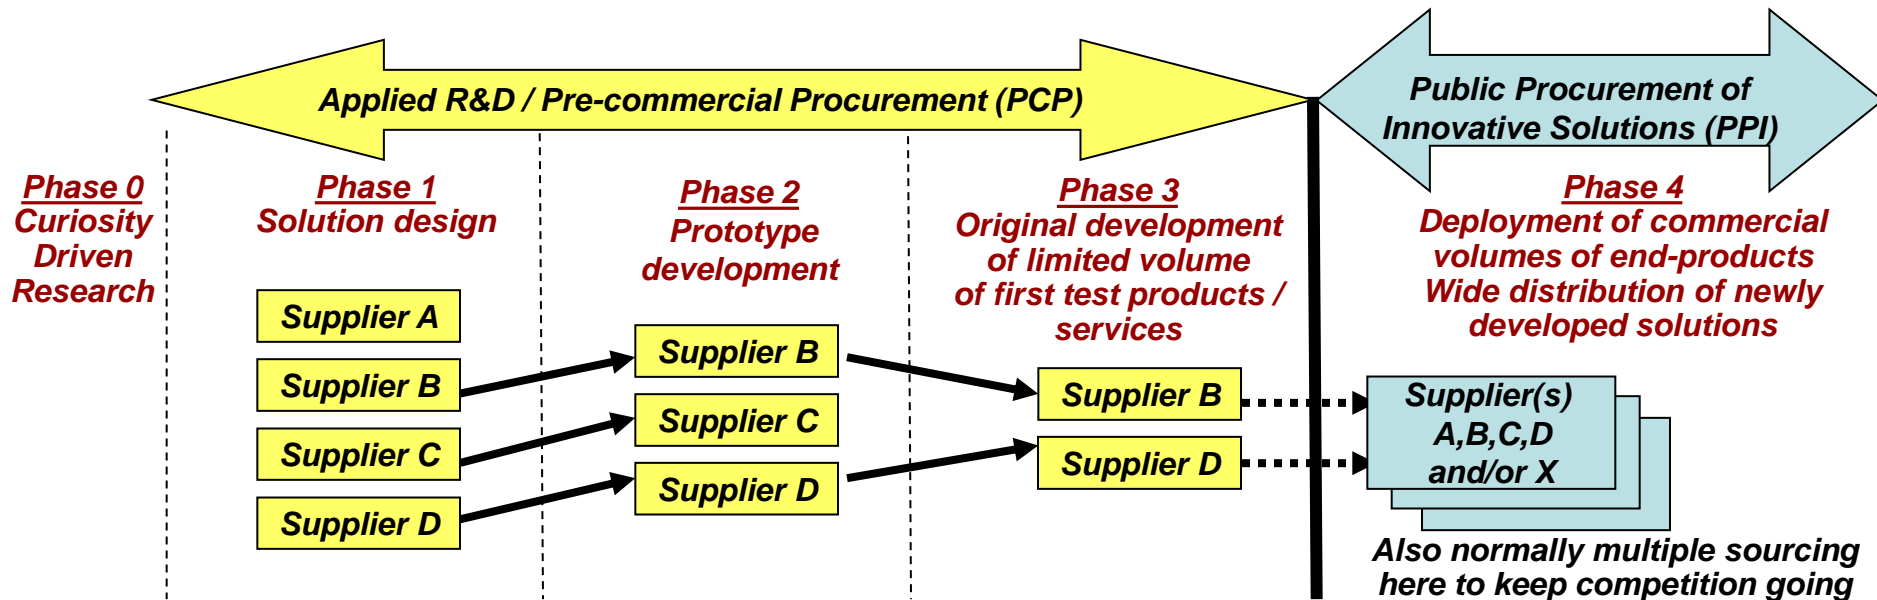 Applied R&D / Pre-commercial Procurement (PCP)
Public Procurement of
Innovative Solutions (PPI)
Phase 0
Curiosity
Driven
Research
Phase 1
Solution design
Supplier A
Supplier B
Supplier C
Supplier D
Phase 2
Prototype
development
Supplier B
Supplier C
Supplier D
Phase 3
Original development
of limited volume
of first test products /
services
Supplier B
Supplier D
Phase 4
Deployment of commercial
volumes of end-products
Wide distribution of newly
developed solutions
Supplier(s)
A,B,C,D
and/or X
Also normally multiple sourcing
here to keep competition going